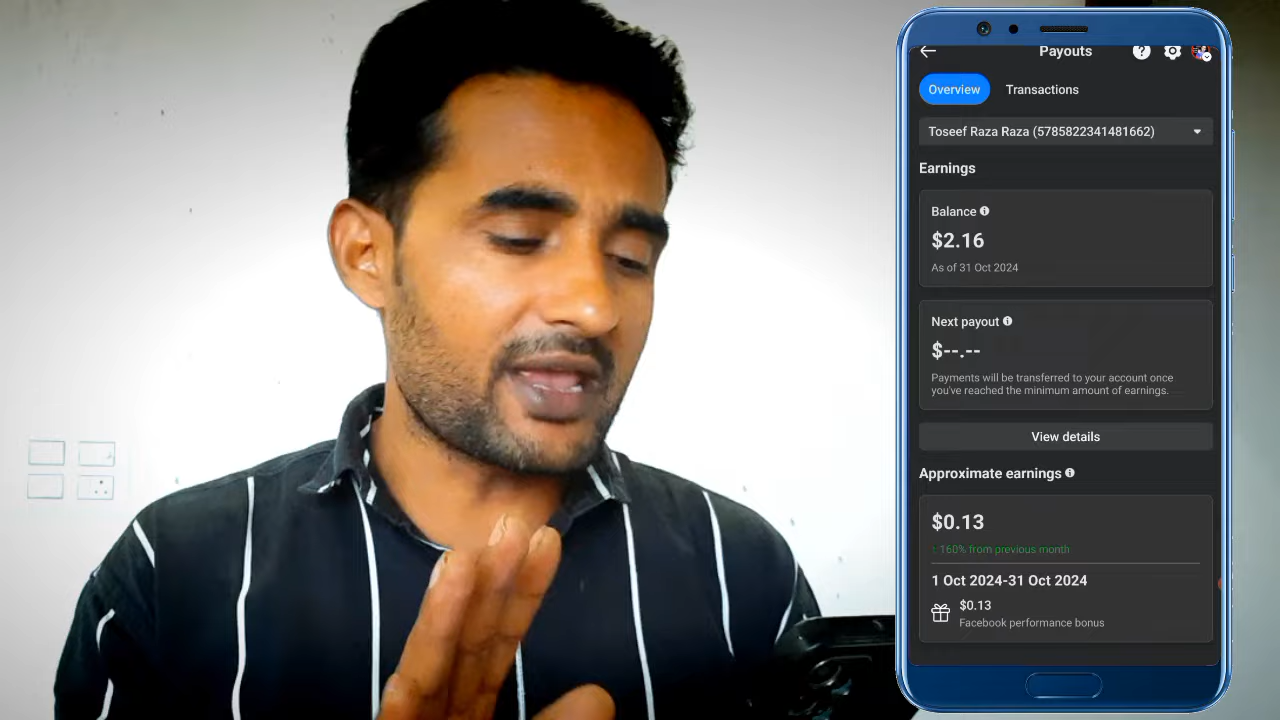 Payouts
Overview
Transactions
Toseef Raza Raza (5785822341481662)
Earnings
Balance
$2.16
As of 31 Oct 2024
Next payout
$--.--
Payments will be transferred to your account once
you've reached the minimum amount of earnings.
View details
Approximate earnings
$0.13
↑ 160% from previous month
1 Oct 2024-31 Oct 2024
$0.13
Facebook performance bonus